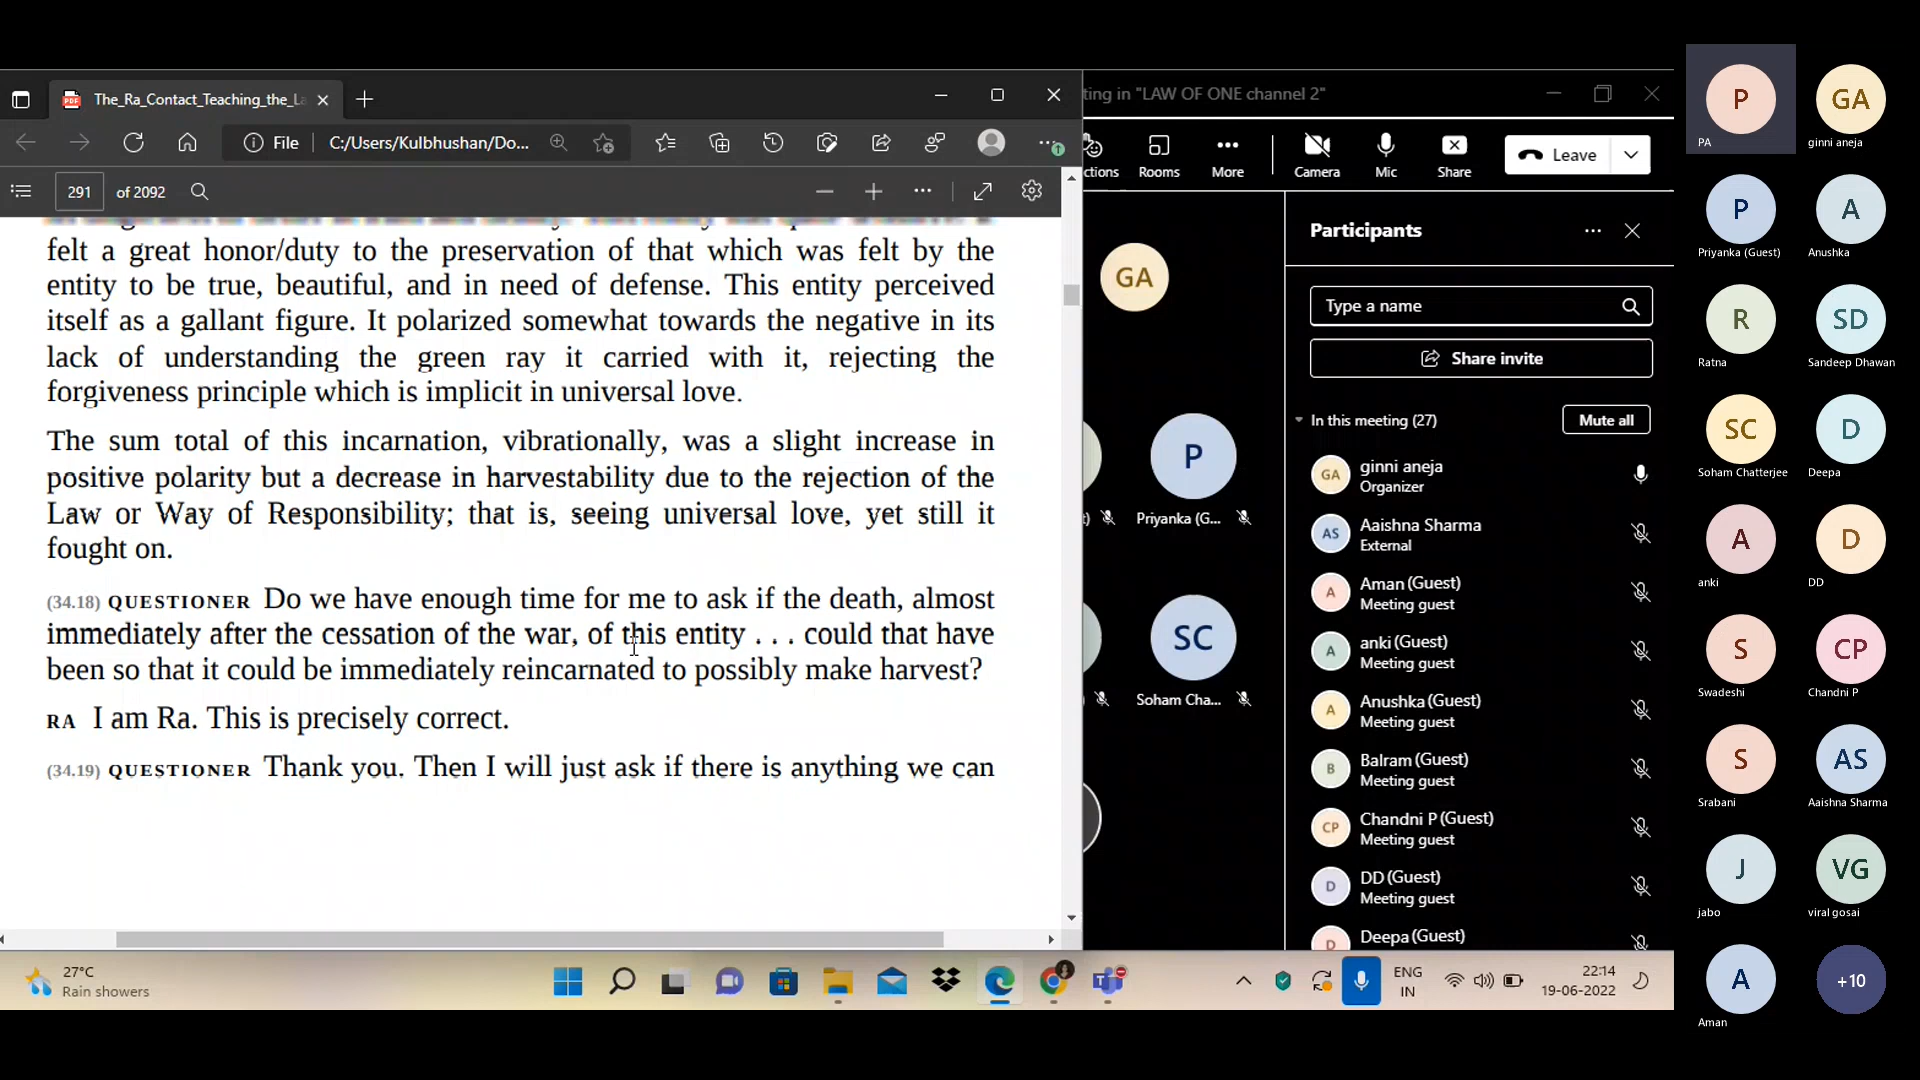 The_Ra_Contact_Teaching_the_La
File
C:/Users/Kulbhushan/Do...
291
of 2092
felt a great honor/duty to the preservation of that which was felt by the
entity to be true, beautiful, and in need of defense. This entity perceived
itself as a gallant figure. It polarized somewhat towards the negative in its
lack of understanding the green ray it carried with it, rejecting the
forgiveness principle which is implicit in universal love.
The sum total of this incarnation, vibrationally, was a slight increase in
positive polarity but a decrease in harvestability due to the rejection of the
Law or Way of Responsibility; that is, seeing universal love, yet still it
fought on.
(34.18) QUESTIONER Do we have enough time for me to ask if the death, almost
immediately after the cessation of the war, of this entity . . . could that have
been so that it could be immediately reincarnated to possibly make harvest?
RA I am Ra. This is precisely correct.
(34.19) QUESTIONER Thank you. Then I will just ask if there is anything we can
ting in "LAW OF ONE channel 2"
ctions
Rooms
More
Camera
Mic
Share
Leave
GA
P
Priyanka (G...
SC
Soham Cha...
Participants
Type a name
Share invite
In this meeting (27)
Mute all
GA
ginni aneja
Organizer
AS
Aaishna Sharma
External
A
Aman (Guest)
Meeting guest
A
anki (Guest)
Meeting guest
A
Anushka (Guest)
Meeting guest
B
Balram (Guest)
Meeting guest
CP
Chandni P (Guest)
Meeting guest
D
DD (Guest)
Meeting guest
D
Deepa (Guest)
P
PA
GA
ginni aneja
P
Priyanka (Guest)
A
Anushka
R
Ratna
SD
Sandeep Dhawan
SC
Soham Chatterjee
D
Deepa
A
anki
D
DD
S
Swadeshi
CP
Chandni P
S
Srabani
AS
Aaishna Sharma
J
jabo
VG
viral gosai
A
Aman
+10
27°C
Rain showers
ENG
IN
22:14
19-06-2022